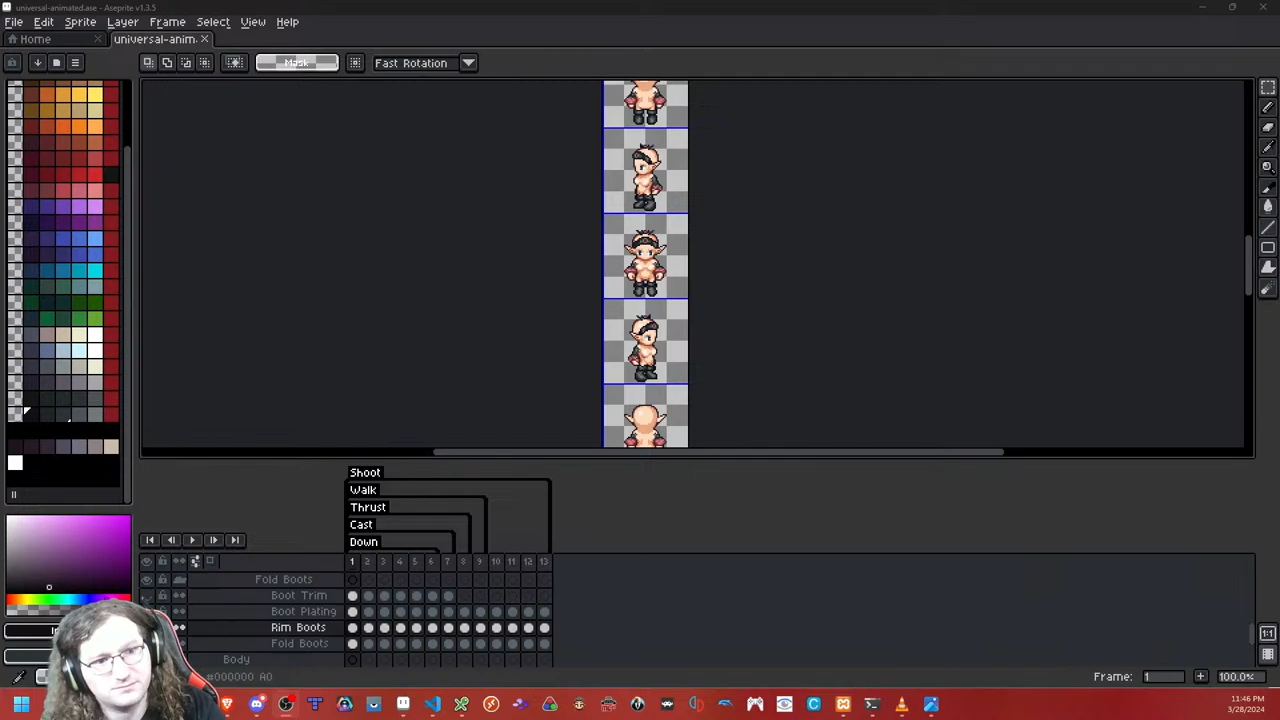 universal-animated.ase - Aseprite v1.3.5
File Edit Sprite Layer Frame Select View Help
Home universal-anim.
Mask Fast Rotation
Shoot
Walk
Thrust
Cast
Down
1 2 3 4 5 6 7 8 9 10 11 12 13
Fold Boots
Boot Trim
Boot Plating
Rim Boots
Fold Boots
Body
#000000 A0
Frame: 1 100.0%
1:1
11:46 PM
3/28/2024